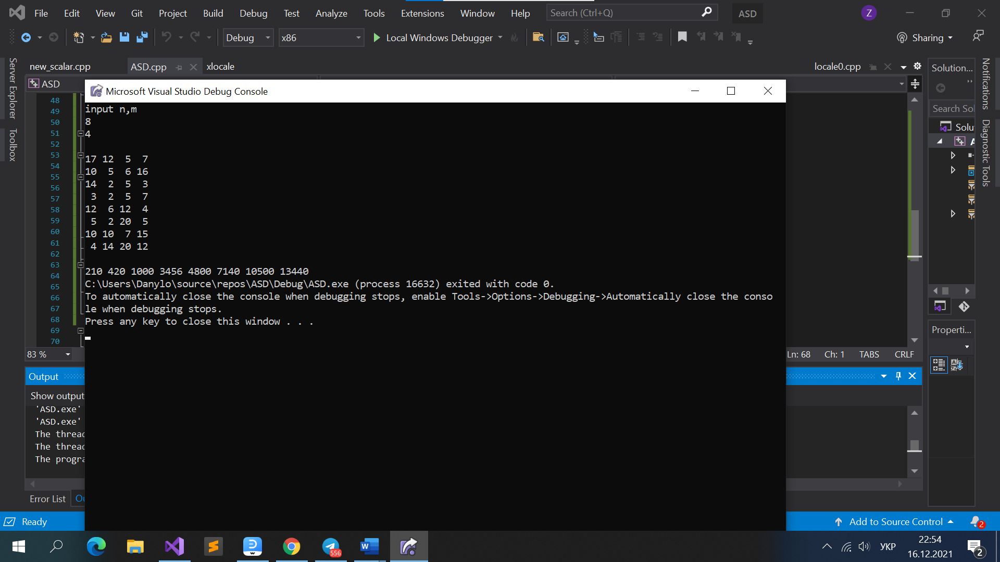 File Edit View Git Project Build Debug Test Analyze Tools Extensions Window Help Search (Ctrl+Q) ASD Z
Debug x86 Local Windows Debugger Sharing
Server Explorer
Toolbox
new_scalar.cpp ASD.cpp xlocale locale0.cpp
ASD
Microsoft Visual Studio Debug Console
input n,m
8
4
17 12 5 7
10 5 6 16
14 2 5 3
3 2 5 7
12 6 12 4
5 2 20 5
10 10 7 15
4 14 20 12
210 420 1000 3456 4800 7140 10500 13440
C:\Users\Danylo\source\repos\ASD\Debug\ASD.exe (process 16632) exited with code 0.
To automatically close the console when debugging stops, enable Tools->Options->Debugging->Automatically close the conso
le when debugging stops.
Press any key to close this window . . .
48
49
50
51
52
53
54
55
56
57
58
59
60
61
62
63
64
65
66
67
68
69
70
83 % Ln: 68 Ch: 1 TABS CRLF
Output
Show output
'ASD.exe'
'ASD.exe'
The thread
The thread
The progra
Error List Ou
Solution...
Search Sol
Solu
A
Properti...
Notifications
Diagnostic Tools
Ready Add to Source Control 2
556 W УКР 22:54
16.12.2021 2